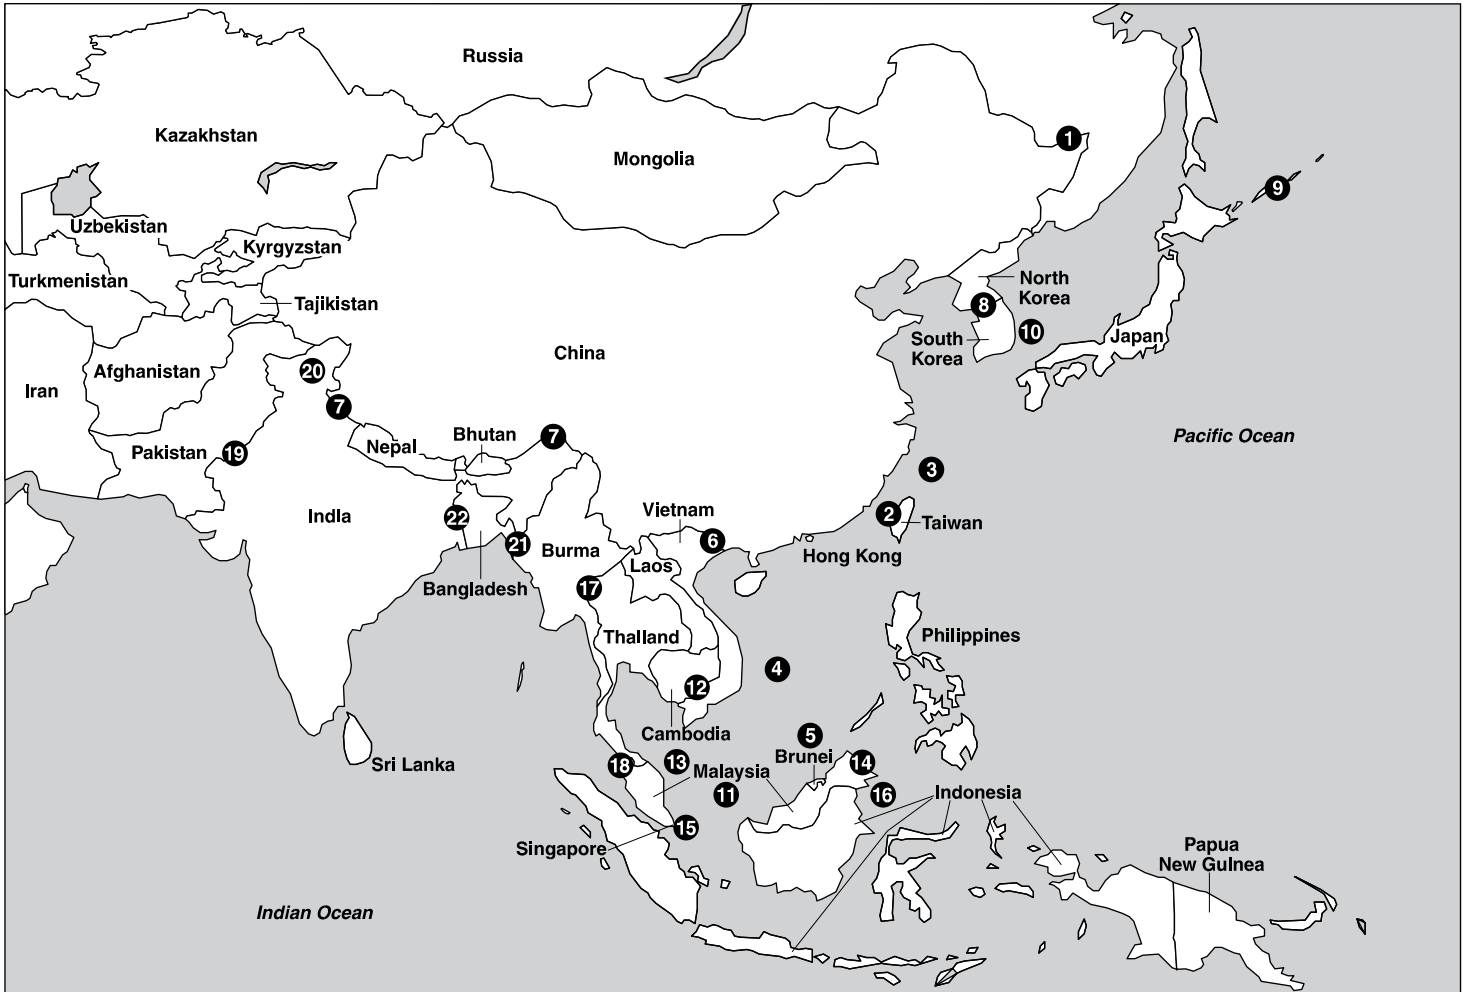 Russia
Kazakhstan
Mongolia
1
9
Uzbekistan
Kyrgyzstan
Turkmenistan
Tajikistan
North
Korea
8
10
South
Korea
Japan
China
Afghanistan
20
Iran
7
Pacific Ocean
Bhutan
7
Nepal
Pakistan
19
3
Vietnam
2
Taiwan
IndIa
22
6
21
Burma
Hong Kong
Laos
Bangladesh
17
ThaIland
Philippines
4
12
Cambodia
5
Brunei
Sri Lanka
18
13
Malaysia
14
11
16
Indonesia
15
Singapore
Papua
New GuInea
Indian Ocean